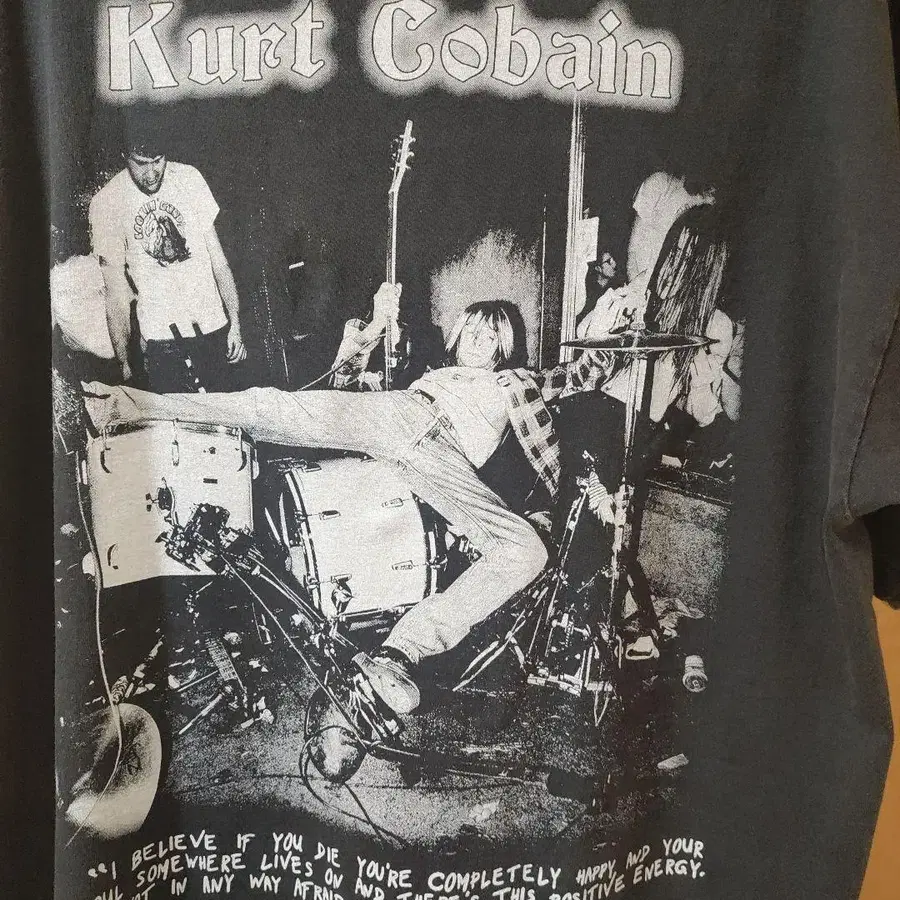 Kurt Cobain
“I BELIEVE IF YOU DIE YOU'RE COMPLETELY HAPPY AND YOUR
SOMEWHERE LIVES ON AND THERE'S THIS POSITIVE ENERGY.
IN ANY WAY AFRAID